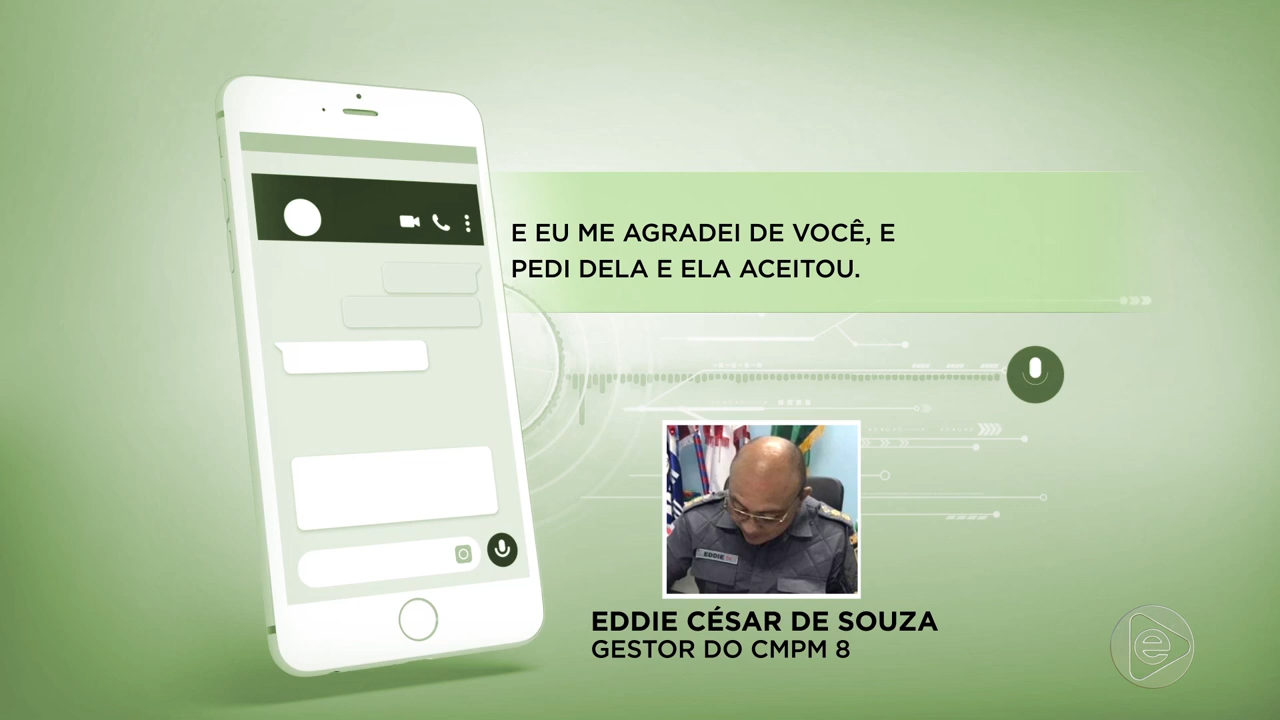 E EU ME AGRADEI DE VOCÊ, E
PEDI DELA E ELA ACEITOU.
EDDIE
EDDIE CÉSAR DE SOUZA
GESTOR DO CMPM 8
e